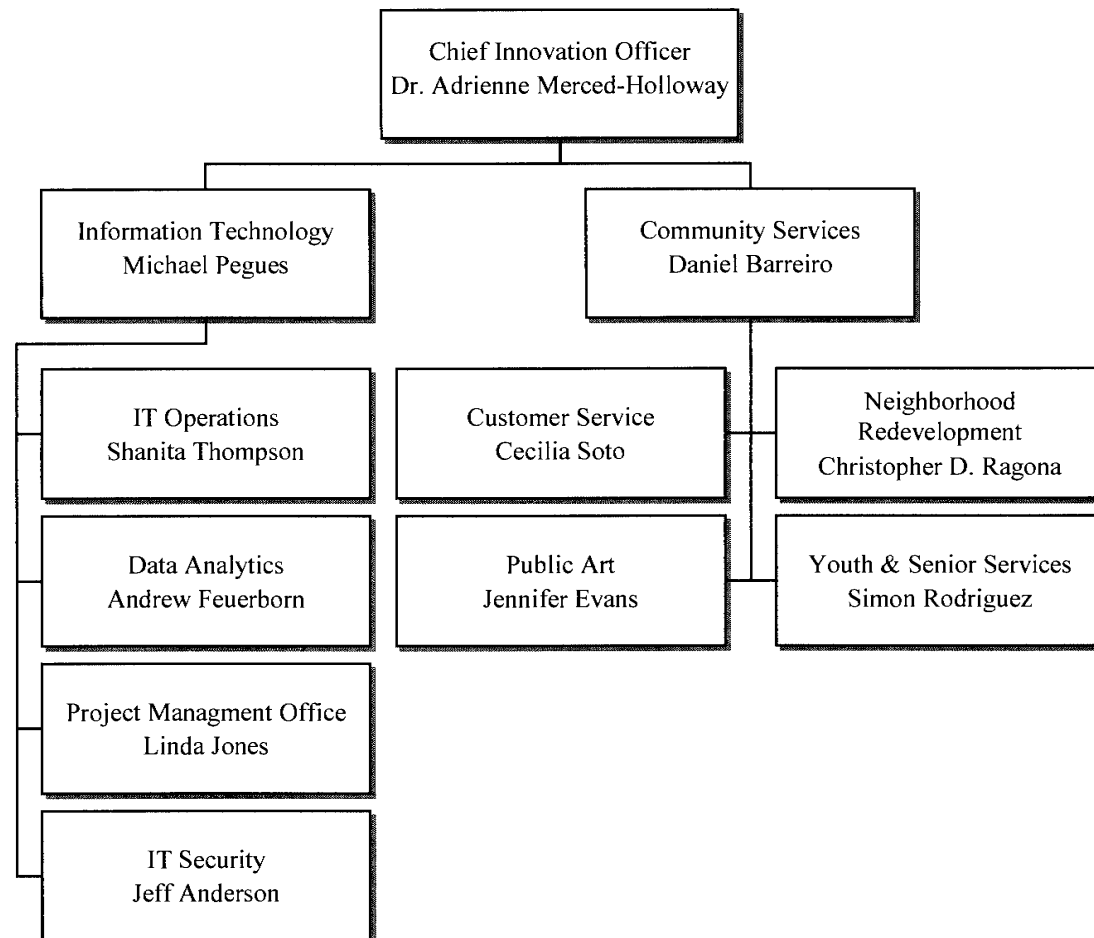 Chief Innovation Officer
Dr. Adrienne Merced-Holloway
Information Technology
Michael Pegues
Community Services
Daniel Barreiro
IT Operations
Shanita Thompson
Customer Service
Cecilia Soto
Neighborhood
Redevelopment
Christopher D. Ragona
Data Analytics
Andrew Feuerborn
Public Art
Jennifer Evans
Youth & Senior Services
Simon Rodriguez
Project Managment Office
Linda Jones
IT Security
Jeff Anderson